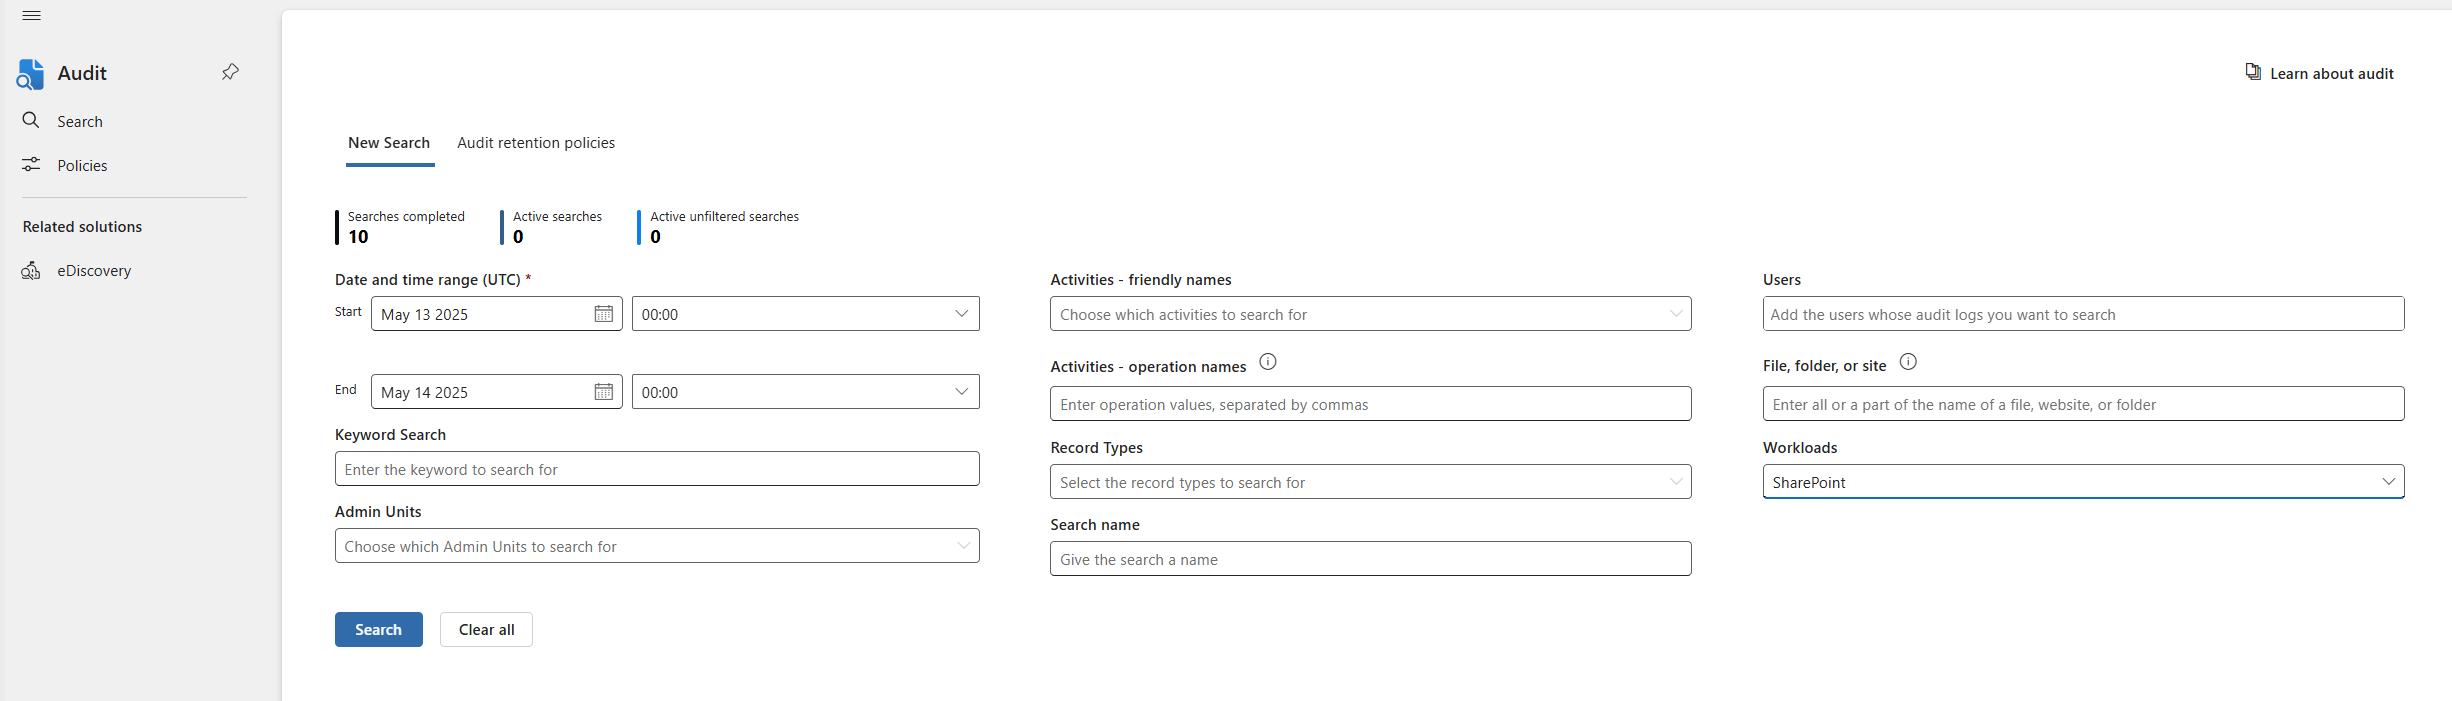 Audit
Search
Policies
Related solutions
eDiscovery
Learn about audit
New Search
Audit retention policies
Searches completed
10
Active searches
0
Active unfiltered searches
0
Date and time range (UTC) *
Start
May 13 2025
00:00
End
May 14 2025
00:00
Keyword Search
Enter the keyword to search for
Admin Units
Choose which Admin Units to search for
Activities - friendly names
Choose which activities to search for
Activities - operation names
Enter operation values, separated by commas
Record Types
Select the record types to search for
Search name
Give the search a name
Users
Add the users whose audit logs you want to search
File, folder, or site
Enter all or a part of the name of a file, website, or folder
Workloads
SharePoint
Search
Clear all